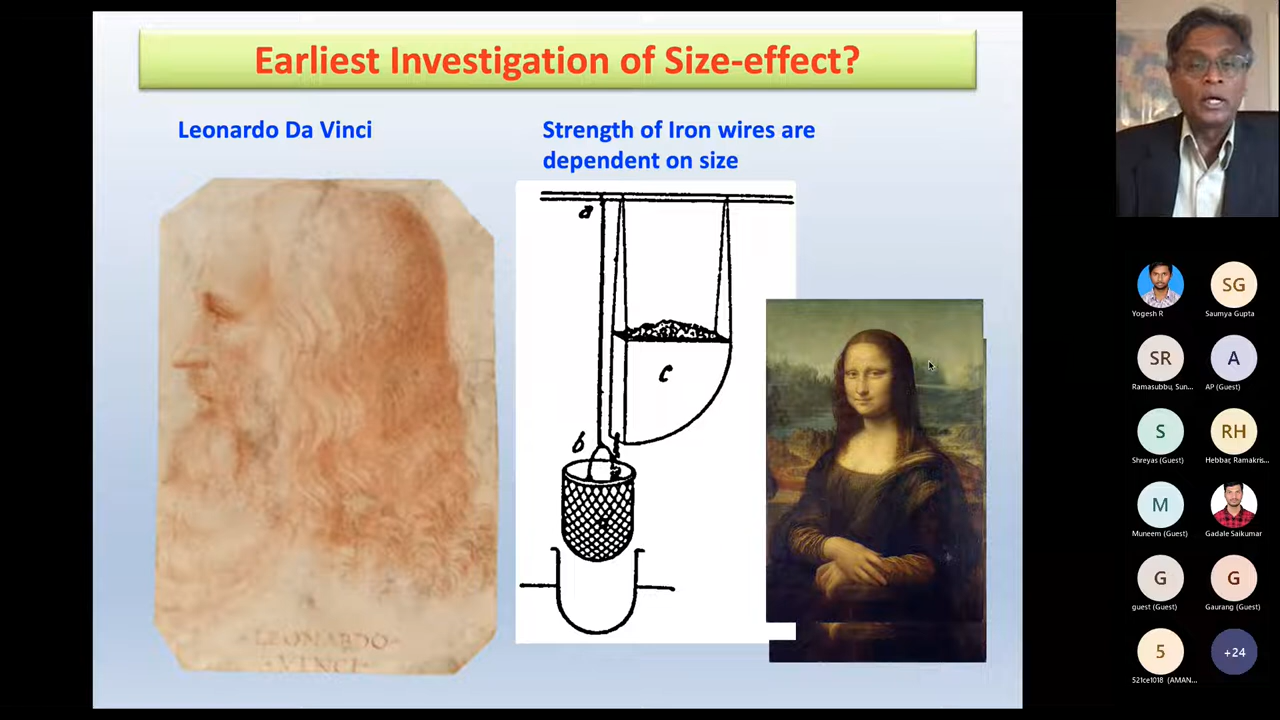 Earliest Investigation of Size-effect?
Leonardo Da Vinci
Strength of Iron wires are
dependent on size
a
c
b
LEONARDO
VINCI
Yogesh R
SG
Saumya Gupta
SR
Ramasubbu, Sun...
A
AP (Guest)
S
Shreyas (Guest)
RH
Hebbar, Ramakris...
M
Muneem (Guest)
Gadale Saikumar
G
guest (Guest)
G
Gaurang (Guest)
5
521ce1018 (AMAN...
+24